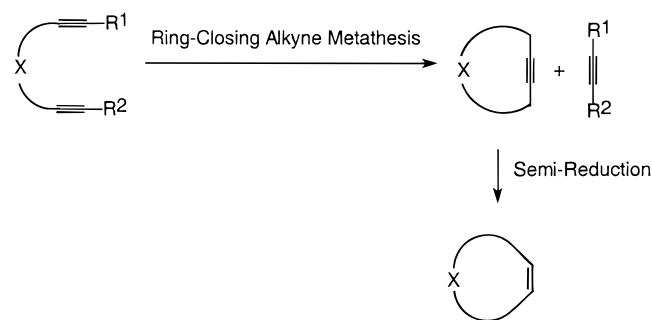 R1
Ring-Closing Alkyne Metathesis
R1
X
X
+
R2
R2
Semi-Reduction
X